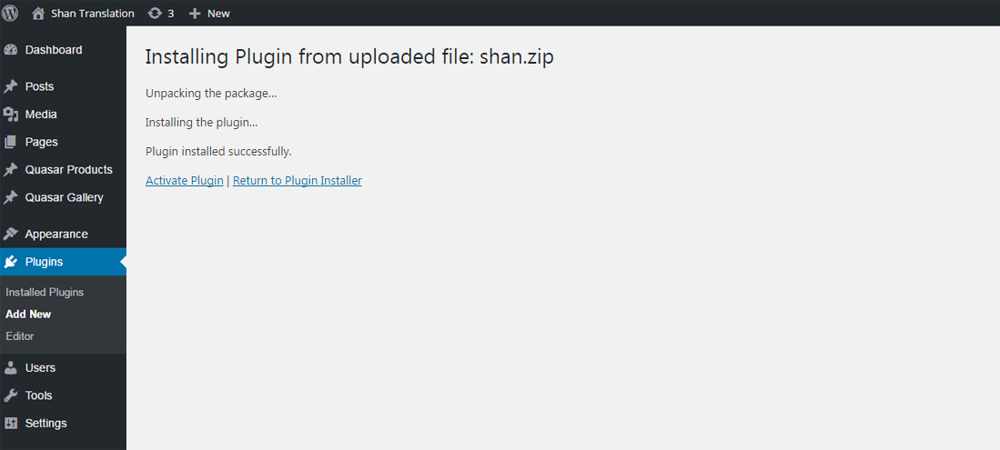 Shan Translation 3 New
Dashboard
Posts
Media
Pages
Quasar Products
Quasar Gallery
Appearance
Plugins
Installed Plugins
Add New
Editor
Users
Tools
Settings
Installing Plugin from uploaded file: shan.zip
Unpacking the package...
Installing the plugin...
Plugin installed successfully.
Activate Plugin | Return to Plugin Installer